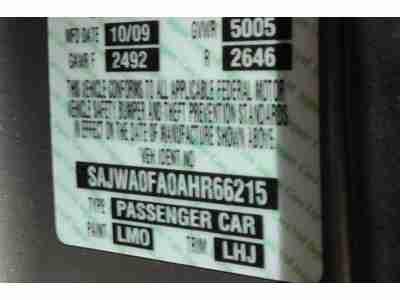 MFD DATE 10/09 GVWR 5005
GAWR F 2492 R 2646
THIS VEHICLE CONFORMS TO ALL APPLICABLE FEDERAL MOTOR
VEHICLE SAFETY, BUMPER AND THEFT PREVENTION STANDARDS
IN EFFECT ON THE DATE OF MANUFACTURE SHOWN ABOVE.
VEH IDENT NO
SAJWA0FA0AHR66215
TYPE PASSENGER CAR
PAINT LMO TRIM LHJ